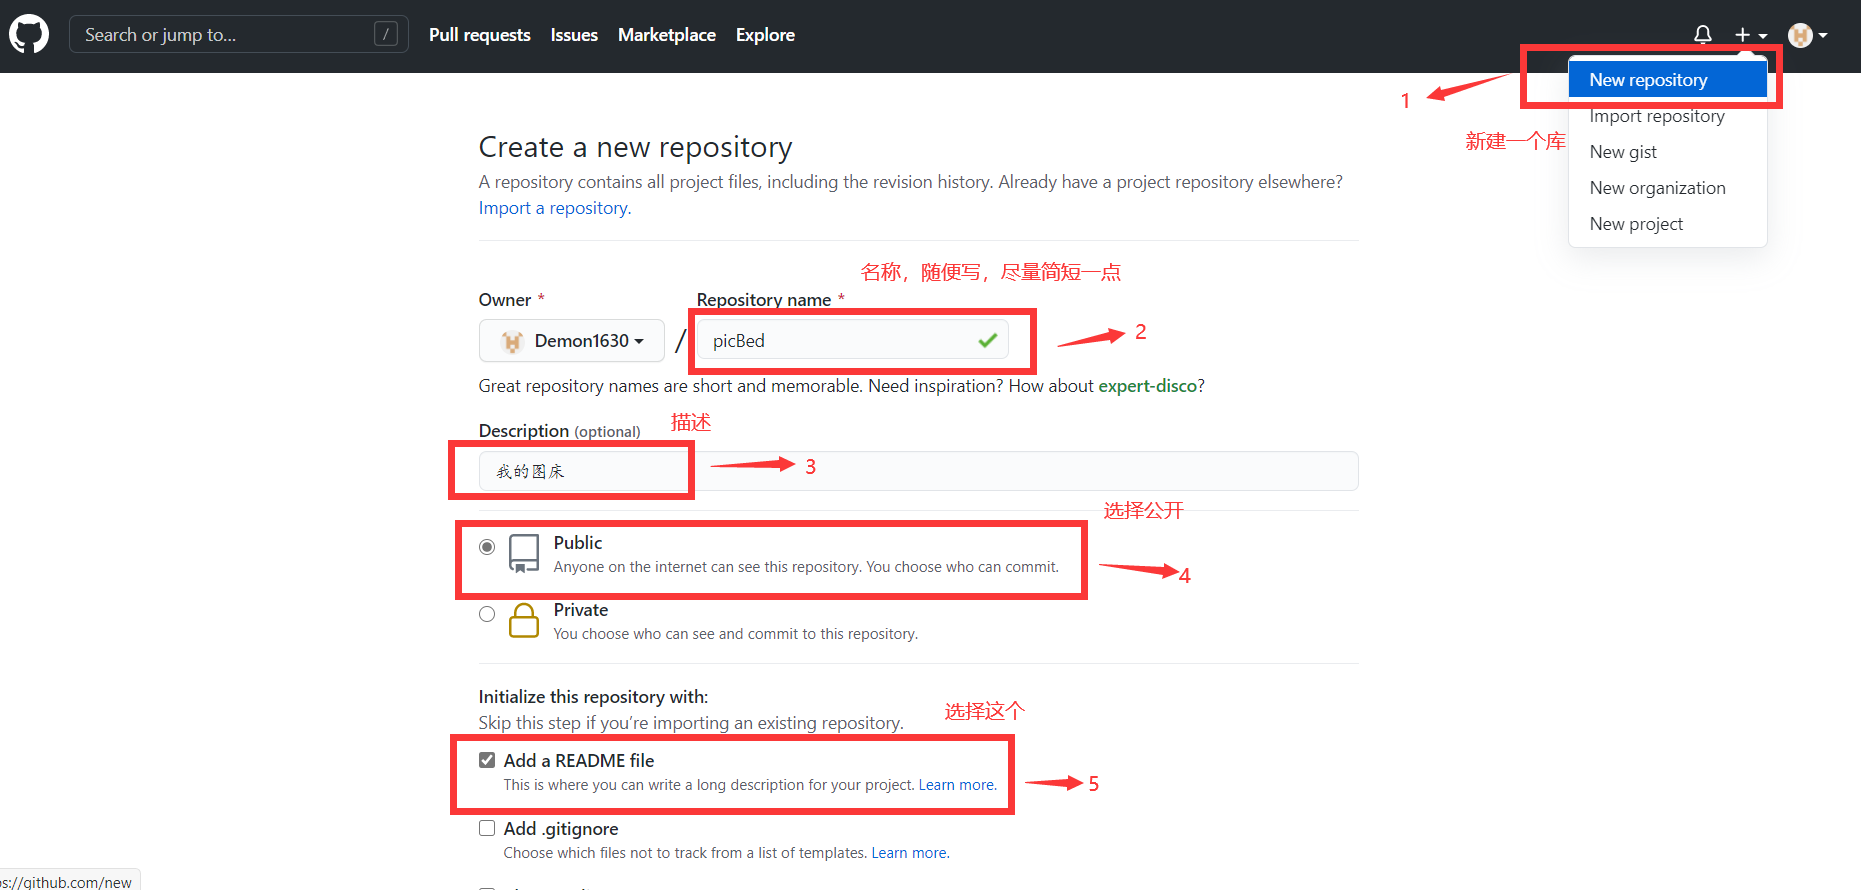 Search or jump to... /
Pull requests Issues Marketplace Explore
New repository
Import repository
New gist
New organization
New project
1
新建一个库
Create a new repository
A repository contains all project files, including the revision history. Already have a project repository elsewhere?
Import a repository.
名称，随便写，尽量简短一点
Owner * Repository name *
Demon1630 / picBed
2
Great repository names are short and memorable. Need inspiration? How about expert-disco?
描述
Description (optional)
我的图床
3
选择公开
Public
Anyone on the internet can see this repository. You choose who can commit.
4
Private
You choose who can see and commit to this repository.
Initialize this repository with:
选择这个
Skip this step if you’re importing an existing repository.
Add a README file
This is where you can write a long description for your project. Learn more.
5
Add .gitignore
Choose which files not to track from a list of templates. Learn more.
s://github.com/new